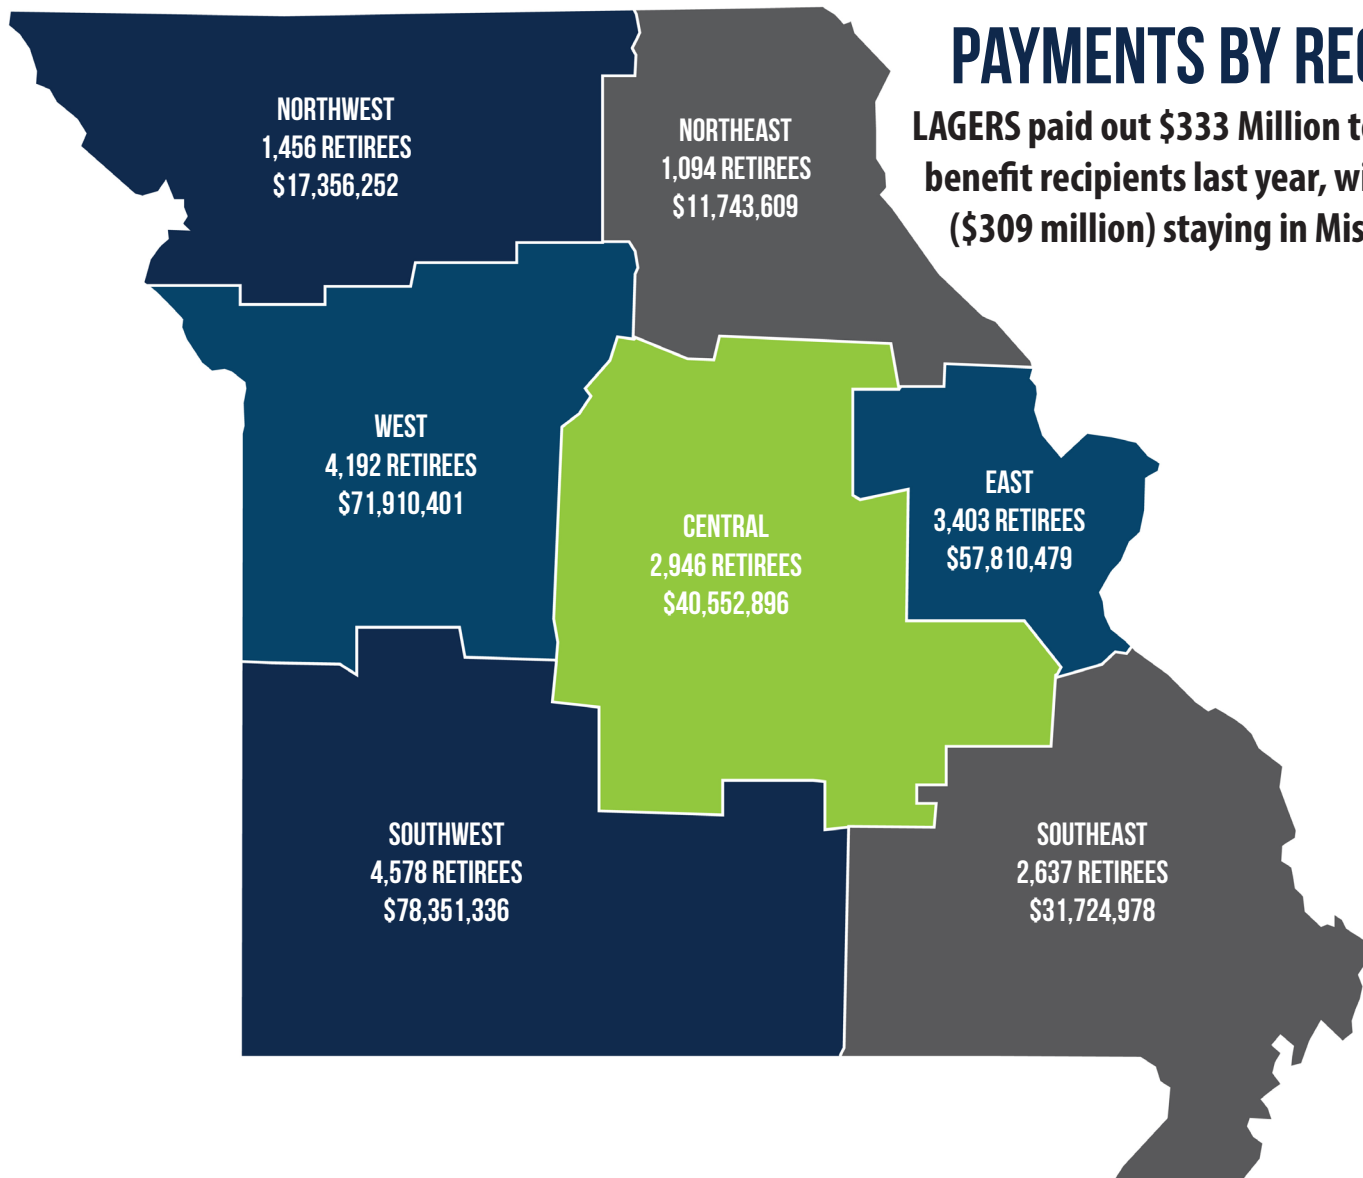 PAYMENTS BY
LAGERS paid out $333 Million
benefit recipients last year,
($309 million) staying in
NORTHWEST
1,456 RETIREES
$17,356,252
NORTHEAST
1,094 RETIREES
$11,743,609
WEST
4,192 RETIREES
$71,910,401
CENTRAL
2,946 RETIREES
$40,552,896
EAST
3,403 RETIREES
$57,810,479
SOUTHWEST
4,578 RETIREES
$78,351,336
SOUTHEAST
2,637 RETIREES
$31,724,978